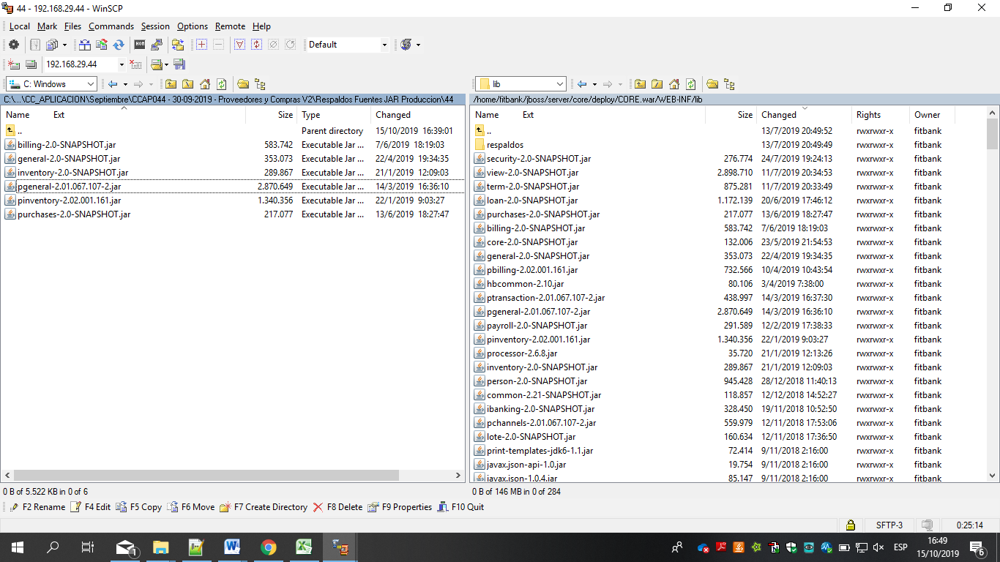 44 - 192.168.29.44 - WinSCP
Local Mark Files Commands Session Options Remote Help
Default
192.168.29.44
C: Windows
lib
C:\...\CC_APLICACION\Septiembre\CCAP044 - 30-09-2019 - Proveedores y Compras V2\Respaldos Fuentes JAR Produccion\44
/home/fitbank/jboss/server/core/deploy/CORE.war/WEB-INF/lib
Name Ext Size Type Changed
.. Parent directory 15/10/2019 16:39:01
billing-2.0-SNAPSHOT.jar 583.742 Executable Jar ... 7/6/2019 18:19:03
general-2.0-SNAPSHOT.jar 353.073 Executable Jar ... 22/4/2019 19:34:35
inventory-2.0-SNAPSHOT.jar 289.867 Executable Jar ... 21/1/2019 12:09:03
pgeneral-2.01.067.107-2.jar 2.870.649 Executable Jar ... 14/3/2019 16:36:10
pinventory-2.02.001.161.jar 1.340.356 Executable Jar ... 22/1/2019 9:03:27
purchases-2.0-SNAPSHOT.jar 217.077 Executable Jar ... 13/6/2019 18:27:47
Name Ext Size Changed Rights Owner
.. 13/7/2019 20:49:52 rwxrwxr-x fitbank
respaldos 13/7/2019 20:49:49 rwxrwxr-x fitbank
security-2.0-SNAPSHOT.jar 276.774 24/7/2019 19:24:13 rwxrwxr-x fitbank
view-2.0-SNAPSHOT.jar 2.898.710 11/7/2019 20:34:53 rwxrwxr-x fitbank
term-2.0-SNAPSHOT.jar 875.281 11/7/2019 20:33:49 rwxrwxr-x fitbank
loan-2.0-SNAPSHOT.jar 1.172.139 20/6/2019 17:46:12 rwxrwxr-x fitbank
purchases-2.0-SNAPSHOT.jar 217.077 13/6/2019 18:27:47 rwxrwxr-x fitbank
billing-2.0-SNAPSHOT.jar 583.742 7/6/2019 18:19:03 rwxrwxr-x fitbank
core-2.0-SNAPSHOT.jar 132.006 23/5/2019 21:54:53 rwxrwxr-x fitbank
general-2.0-SNAPSHOT.jar 353.073 22/4/2019 19:34:35 rwxrwxr-x fitbank
pbilling-2.02.001.161.jar 732.566 10/4/2019 10:43:54 rwxrwxr-x fitbank
hbcommon-2.10.jar 80.106 3/4/2019 7:38:00 rwxrwxr-x fitbank
ptransaction-2.01.067.107-2.jar 438.997 14/3/2019 16:37:30 rwxrwxr-x fitbank
pgeneral-2.01.067.107-2.jar 2.870.649 14/3/2019 16:36:10 rwxrwxr-x fitbank
payroll-2.0-SNAPSHOT.jar 291.589 12/2/2019 17:38:33 rwxrwxr-x fitbank
pinventory-2.02.001.161.jar 1.340.356 22/1/2019 9:03:27 rwxrwxr-x fitbank
processor-2.6.8.jar 35.720 21/1/2019 12:13:26 rwxrwxr-x fitbank
inventory-2.0-SNAPSHOT.jar 289.867 21/1/2019 12:09:03 rwxrwxr-x fitbank
person-2.0-SNAPSHOT.jar 945.428 28/12/2018 11:40:13 rwxrwxr-x fitbank
common-2.21-SNAPSHOT.jar 118.857 12/12/2018 14:52:27 rwxrwxr-x fitbank
ibanking-2.0-SNAPSHOT.jar 328.450 19/11/2018 10:52:50 rwxrwxr-x fitbank
pchannels-2.01.067.107-2.jar 559.979 12/11/2018 17:53:06 rwxrwxr-x fitbank
lote-2.0-SNAPSHOT.jar 160.634 12/11/2018 17:36:50 rwxrwxr-x fitbank
print-templates-jdk6-1.1.jar 72.414 9/11/2018 2:16:00 rwxrwxr-x fitbank
javax.json-api-1.0.jar 19.754 9/11/2018 2:16:00 rwxrwxr-x fitbank
javax.json-1.0.4.jar 85.147 9/11/2018 2:16:00 rwxrwxr-x fitbank
0 B of 5.522 KB in 0 of 6
0 B of 146 MB in 0 of 284
F2 Rename F4 Edit F5 Copy F6 Move F7 Create Directory F8 Delete F9 Properties F10 Quit
SFTP-3 0:25:14
1
ESP
16:49
15/10/2019
6